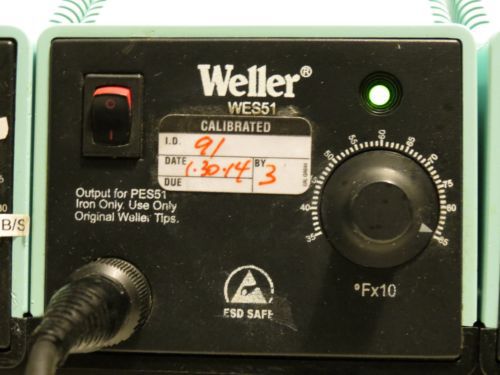 Weller®
WES51
CALIBRATED
I.D. 91
DATE 1·30·14 BY 3
DUE
Output for PES51
Iron Only. Use Only
Original Weller Tips.
B/S
80
35 40 45 50 55 60 65 70 75 80 85
°Fx10
ESD SAFE